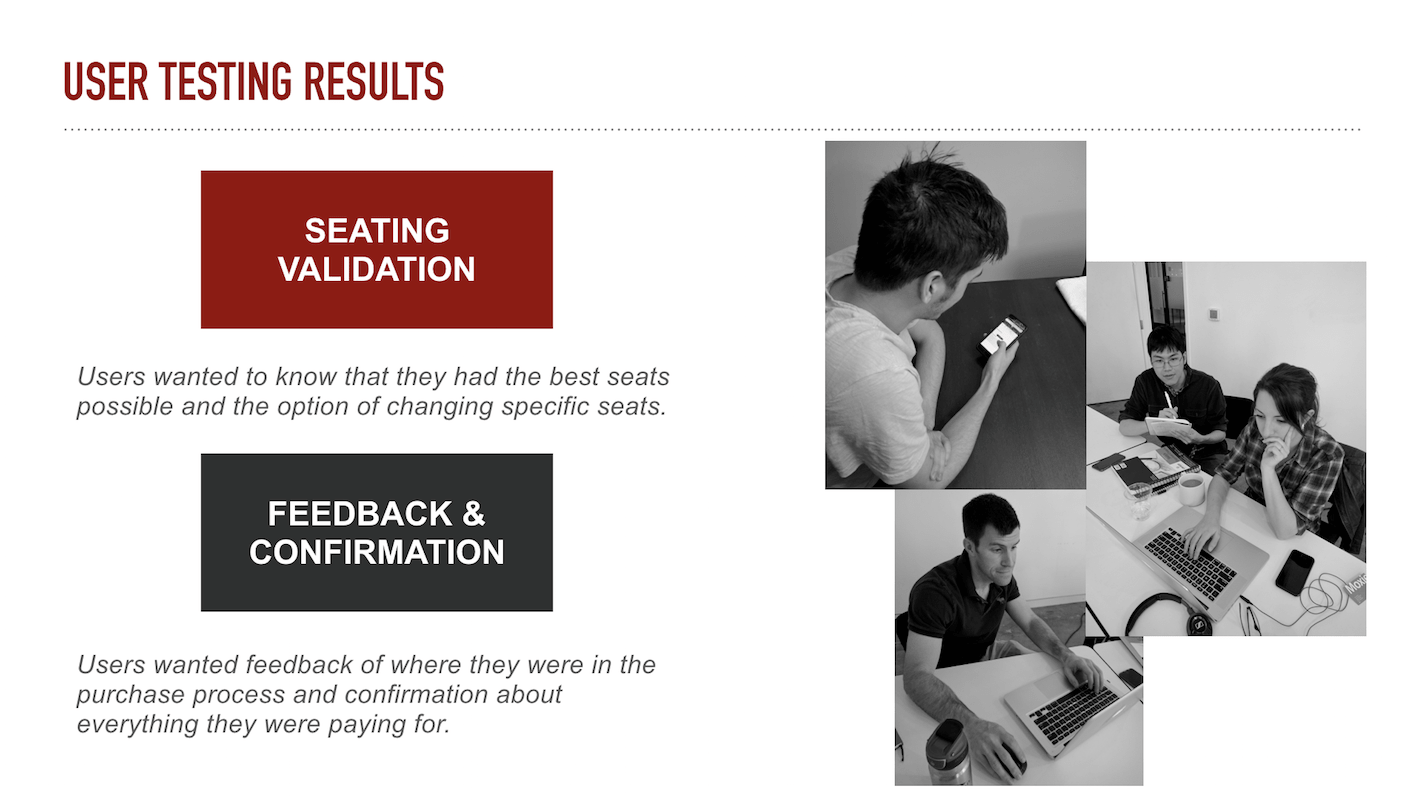 USER TESTING RESULTS
SEATING
VALIDATION
Users wanted to know that they had the best seats
possible and the option of changing specific seats.
FEEDBACK &
CONFIRMATION
Users wanted feedback of where they were in the
purchase process and confirmation about
everything they were paying for.